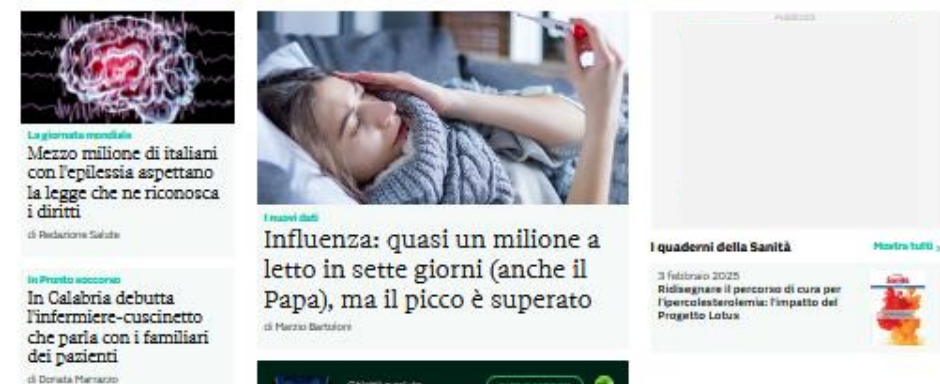 La giornata mondiale
Mezzo milione di italiani
con l'epilessia aspettano
la legge che ne riconosca
i diritti
di Redazione Salute
In Pronto soccorso
In Calabria debutta
l'infermiere-cuscinetto
che parla con i familiari
dei pazienti
di Donata Marrazzo
I nuovi dati
Influenza: quasi un milione a
letto in sette giorni (anche il
Papa), ma il picco è superato
di Marzio Bartoloni
PUBBLICITÀ
I quaderni della Sanità
Mostra tutti
3 febbraio 2025
Ridisegnare il percorso di cura per
l'ipercolesterolemia: l'impatto del
Progetto Lotus
Sanità